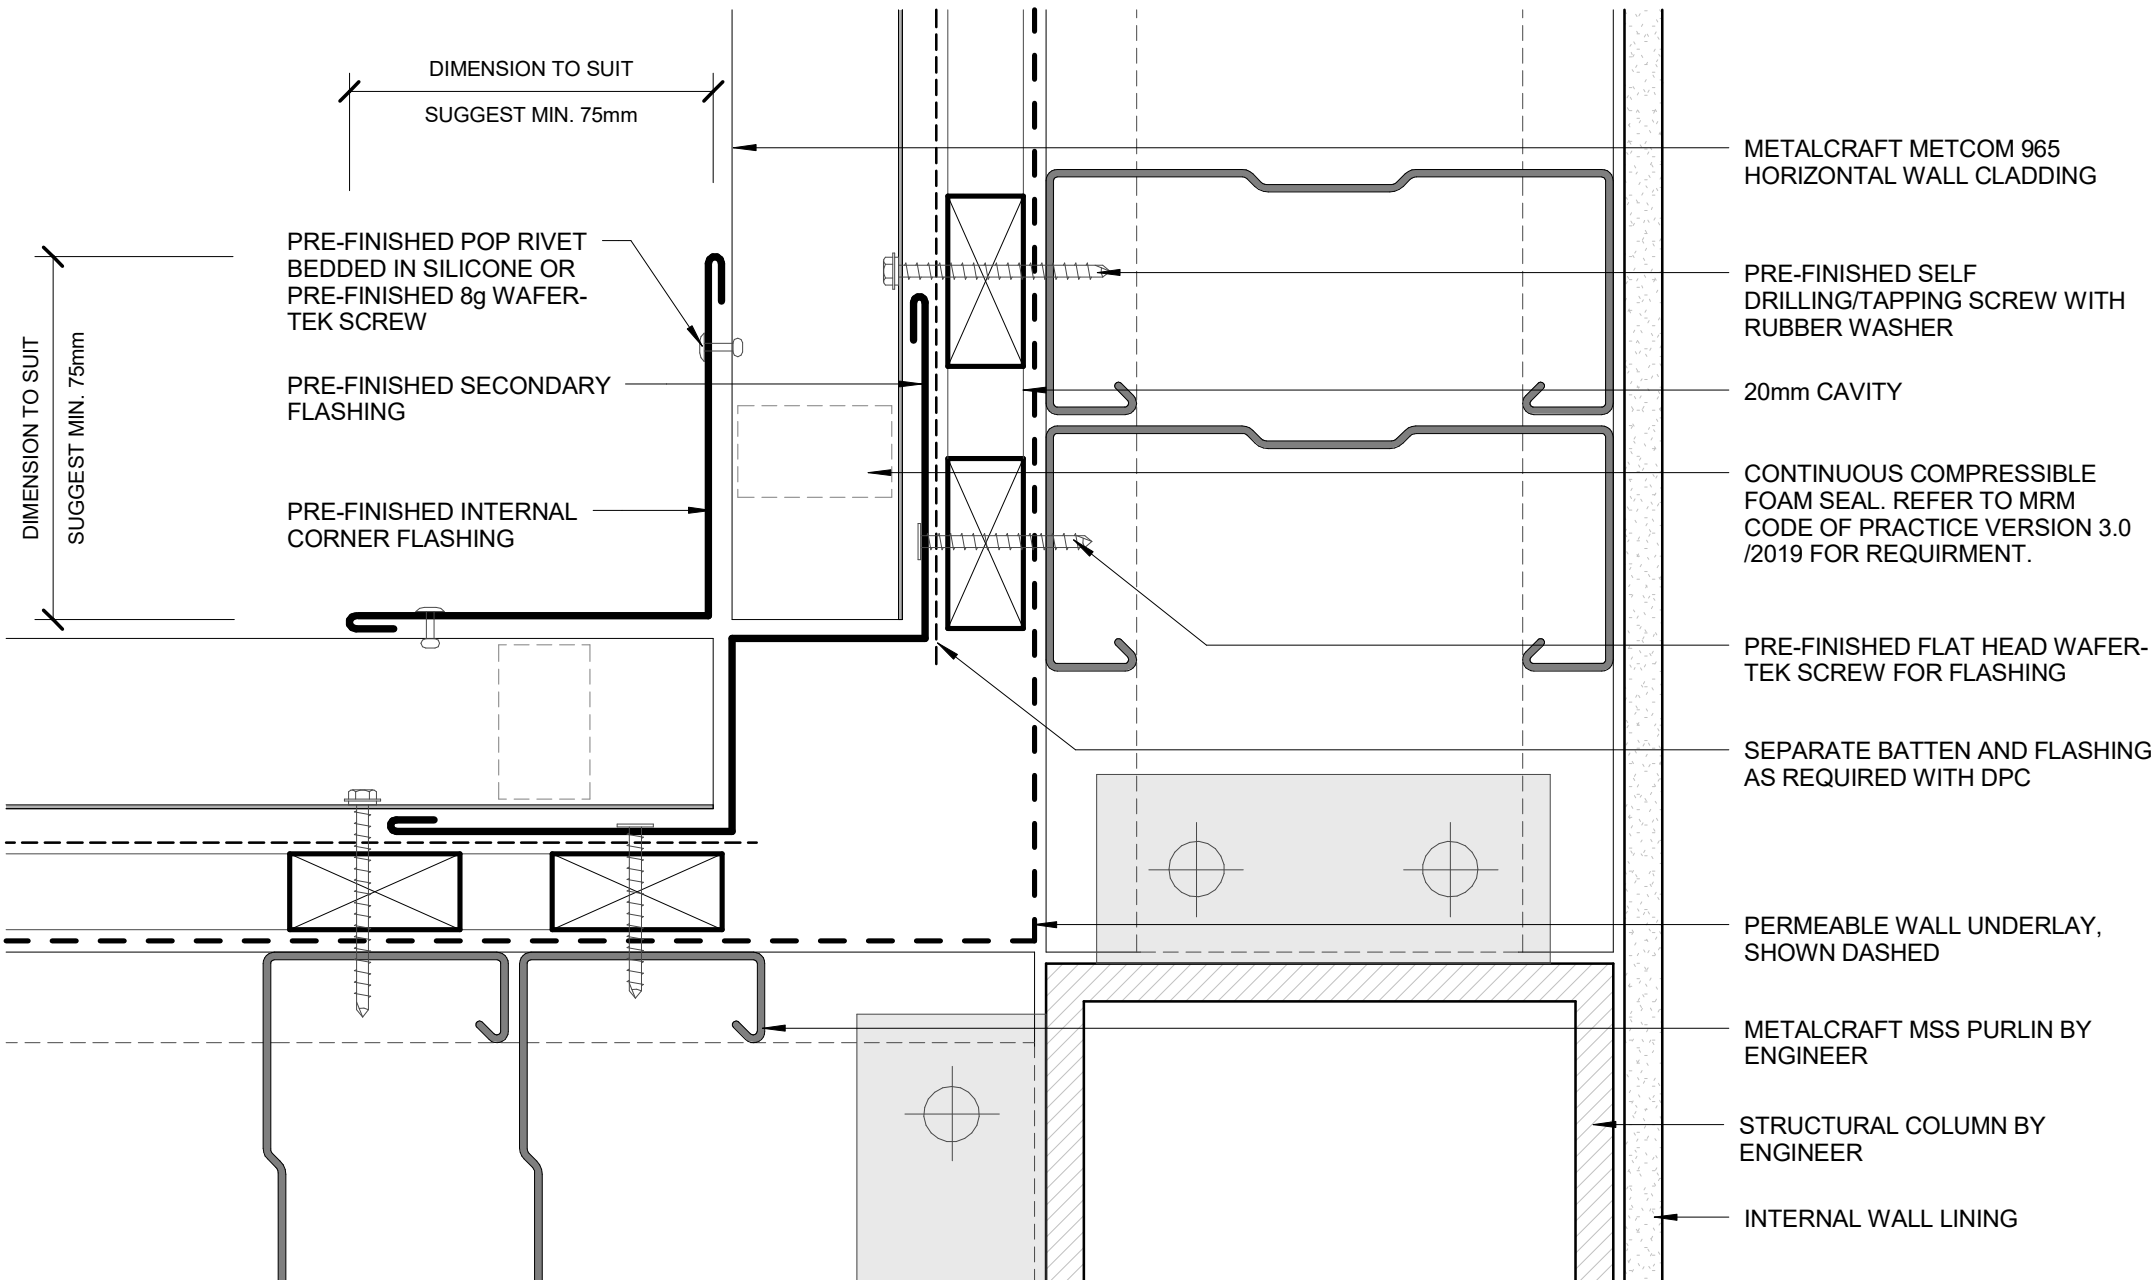 DIMENSION TO SUIT
SUGGEST MIN. 75mm
DIMENSION TO SUIT
SUGGEST MIN. 75mm
PRE-FINISHED POP RIVET
BEDDED IN SILICONE OR
PRE-FINISHED 8g WAFER-
TEK SCREW
PRE-FINISHED SECONDARY
FLASHING
PRE-FINISHED INTERNAL
CORNER FLASHING
METALCRAFT METCOM 965
HORIZONTAL WALL CLADDING
PRE-FINISHED SELF
DRILLING/TAPPING SCREW WITH
RUBBER WASHER
20mm CAVITY
CONTINUOUS COMPRESSIBLE
FOAM SEAL. REFER TO MRM
CODE OF PRACTICE VERSION 3.0
/2019 FOR REQUIRMENT.
PRE-FINISHED FLAT HEAD WAFER-
TEK SCREW FOR FLASHING
SEPARATE BATTEN AND FLASHING
AS REQUIRED WITH DPC
PERMEABLE WALL UNDERLAY,
SHOWN DASHED
METALCRAFT MSS PURLIN BY
ENGINEER
STRUCTURAL COLUMN BY
ENGINEER
INTERNAL WALL LINING